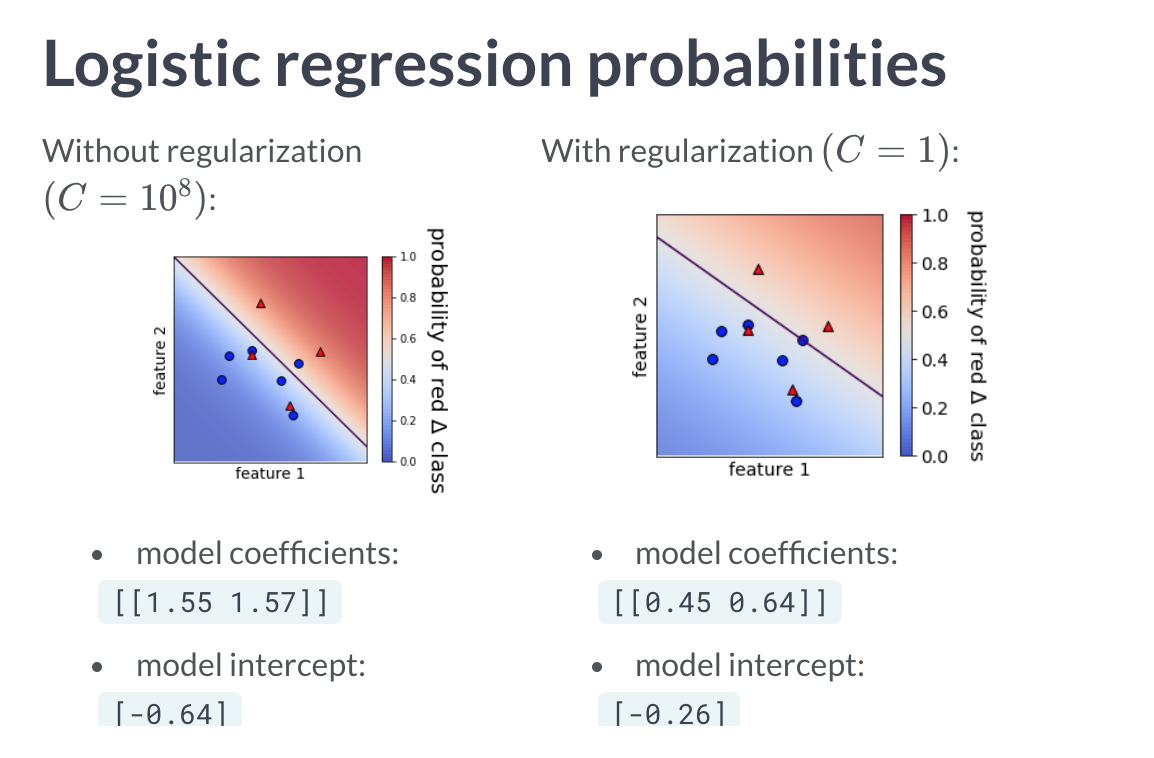 Logistic regression probabilities
Without regularization
(C = 10⁸):
1.0
0.8
0.6
0.4
0.2
0.0
probability of red Δ class
feature 2
feature 1
model coefficients:
[[1.55 1.57]]
model intercept:
[-0.64]
With regularization (C = 1):
1.0
0.8
0.6
0.4
0.2
0.0
probability of red Δ class
feature 2
feature 1
model coefficients:
[[0.45 0.64]]
model intercept:
[-0.26]